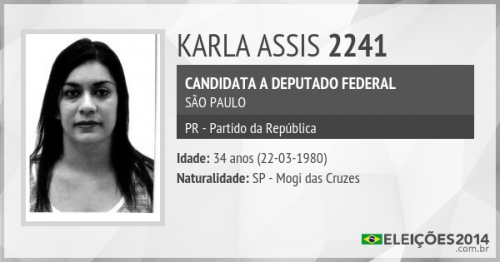 KARLA ASSIS 2241
CANDIDATA A DEPUTADO FEDERAL
SÃO PAULO
PR - Partido da República
Idade: 34 anos (22-03-1980)
Naturalidade: SP - Mogi das Cruzes
ELEIÇÕES2014
.com.br